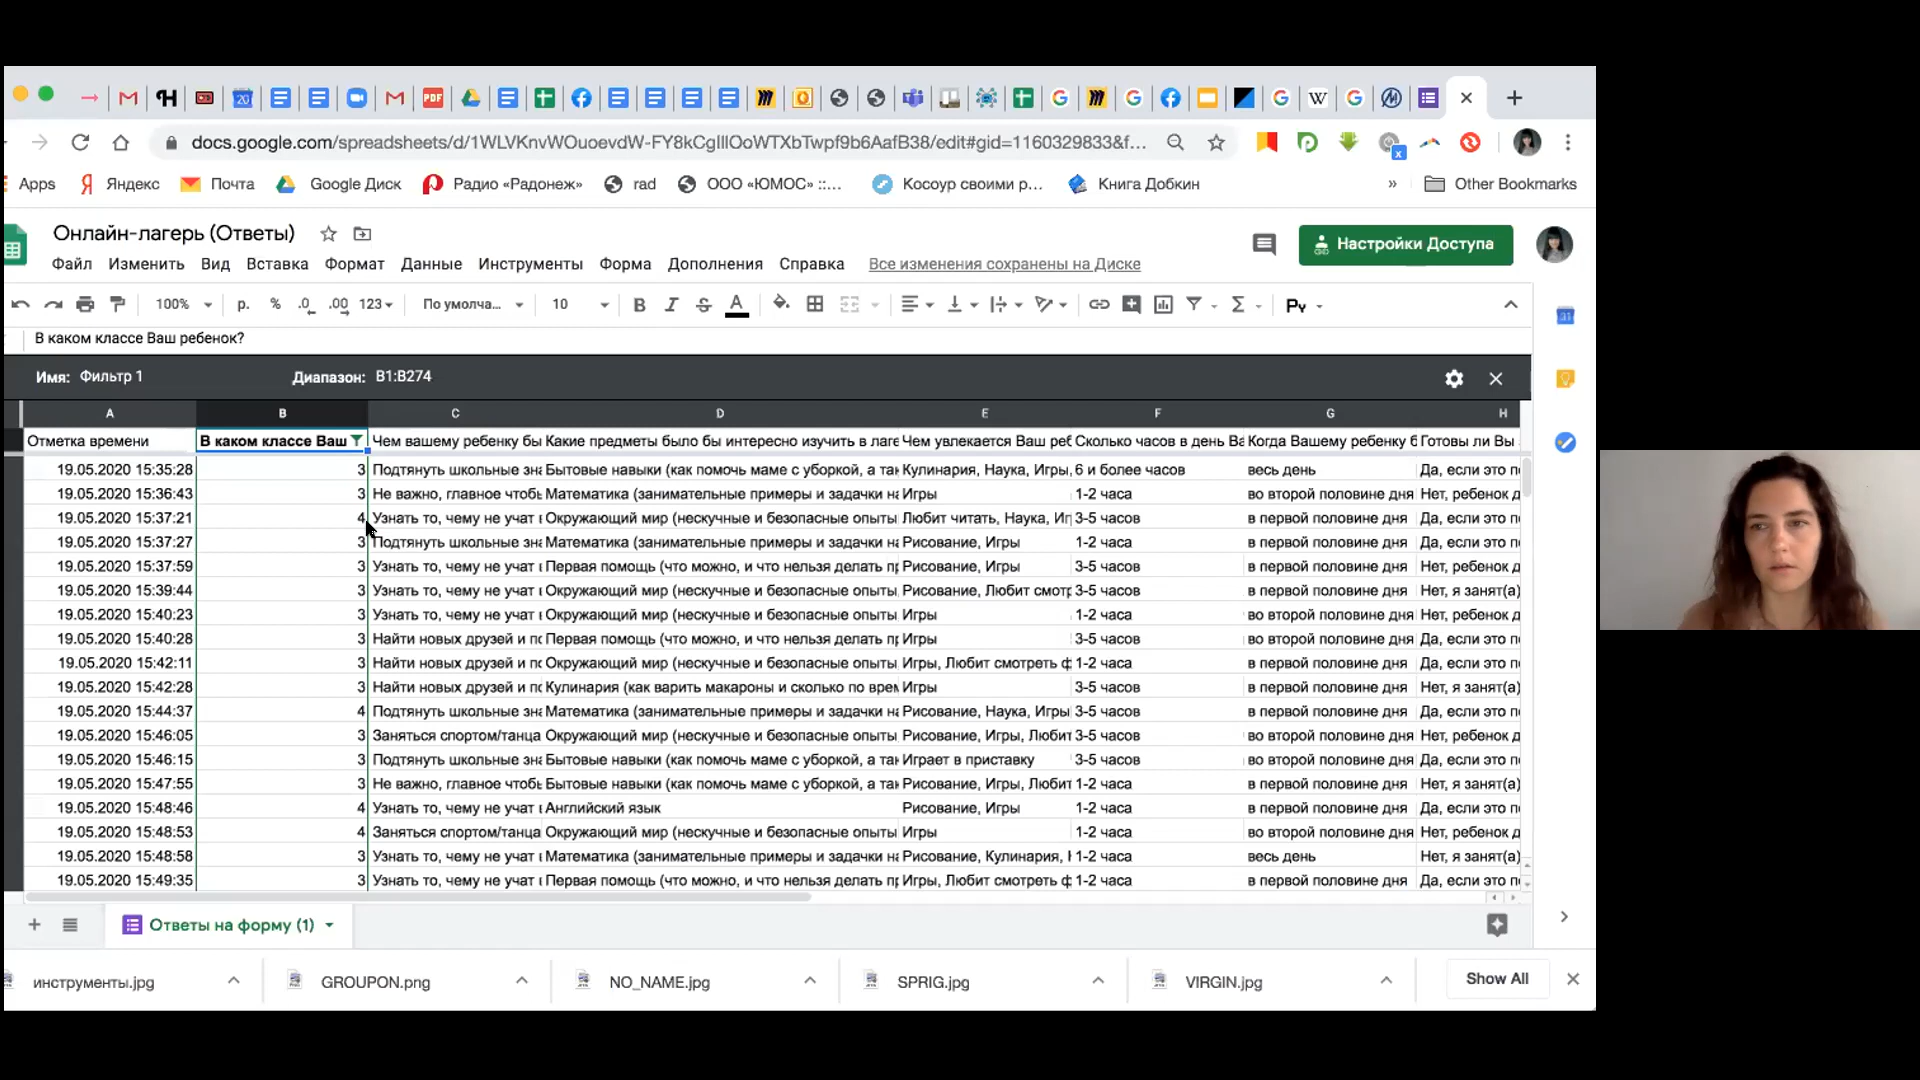 docs.google.com/spreadsheets/d/1WLVKnvWOuoevdW-FY8kCglllOoWTXbTwpf9b6AafB38/edit#gid=1160329833&f...
Apps Яндекс Почта Google Диск Радио «Радонеж» rad ООО «ЮМОС» ::... Косоур своими р... Книга Добкин » Other Bookmarks
Онлайн-лагерь (Ответы)
Настройки Доступа
Файл Изменить Вид Вставка Формат Данные Инструменты Форма Дополнения Справка Все изменения сохранены на Диске
100% р. % .0 .00 123 По умолча... 10 B I S A Σ Ру
В каком классе Ваш ребенок?
Имя: Фильтр 1 Диапазон: B1:B274
A B C D E F G H
Отметка времени В каком классе Ваш Чем вашему ребенку бы Какие предметы было бы интересно изучить в лаге Чем увлекается Ваш реб Сколько часов в день Ва Когда Вашему ребенку б Готовы ли Вы
19.05.2020 15:35:28 3 Подтянуть школьные зна Бытовые навыки (как помочь маме с уборкой, а так Кулинария, Наука, Игры, 6 и более часов весь день Да, если это п
19.05.2020 15:36:43 3 Не важно, главное чтобь Математика (занимательные примеры и задачки на Игры 1-2 часа во второй половине дня Нет, ребенок д
19.05.2020 15:37:21 4 Узнать то, чему не учат в Окружающий мир (нескучные и безопасные опыты Любит читать, Наука, Иг 3-5 часов в первой половине дня Да, если это п
19.05.2020 15:37:27 3 Подтянуть школьные зна Математика (занимательные примеры и задачки на Рисование, Игры 1-2 часа в первой половине дня Да, если это п
19.05.2020 15:37:59 3 Узнать то, чему не учат в Первая помощь (что можно, и что нельзя делать пр Рисование, Игры 3-5 часов в первой половине дня Нет, ребенок д
19.05.2020 15:39:44 3 Узнать то, чему не учат в Окружающий мир (нескучные и безопасные опыты Рисование, Любит смотр 3-5 часов в первой половине дня Нет, я занят(а)
19.05.2020 15:40:23 3 Узнать то, чему не учат в Окружающий мир (нескучные и безопасные опыты Игры 1-2 часа во второй половине дня Нет, ребенок д
19.05.2020 15:40:28 3 Найти новых друзей и по Первая помощь (что можно, и что нельзя делать пр Игры 3-5 часов во второй половине дня Да, если это п
19.05.2020 15:42:11 3 Найти новых друзей и по Окружающий мир (нескучные и безопасные опыты Игры, Любит смотреть ф 1-2 часа в первой половине дня Да, если это п
19.05.2020 15:42:28 3 Найти новых друзей и по Кулинария (как варить макароны и сколько по врем Игры 3-5 часов в первой половине дня Нет, я занят(а)
19.05.2020 15:44:37 4 Подтянуть школьные зна Математика (занимательные примеры и задачки на Рисование, Наука, Игры 3-5 часов в первой половине дня Да, если это п
19.05.2020 15:46:05 3 Заняться спортом/танца Окружающий мир (нескучные и безопасные опыты Рисование, Игры, Любит 3-5 часов во второй половине дня Нет, ребенок д
19.05.2020 15:46:15 3 Подтянуть школьные зна Бытовые навыки (как помочь маме с уборкой, а так Играет в приставку 3-5 часов во второй половине дня Да, если это п
19.05.2020 15:47:55 3 Не важно, главное чтобь Бытовые навыки (как помочь маме с уборкой, а так Рисование, Игры, Любит 1-2 часа в первой половине дня Нет, я занят(а)
19.05.2020 15:48:46 4 Узнать то, чему не учат в Английский язык Рисование, Игры 1-2 часа в первой половине дня Да, если это п
19.05.2020 15:48:53 4 Заняться спортом/танца Окружающий мир (нескучные и безопасные опыты Игры 1-2 часа во второй половине дня Нет, ребенок д
19.05.2020 15:48:58 3 Узнать то, чему не учат в Математика (занимательные примеры и задачки на Рисование, Кулинария, 1-2 часа весь день Нет, я занят(а)
19.05.2020 15:49:35 3 Узнать то, чему не учат в Первая помощь (что можно, и что нельзя делать пр Игры, Любит смотреть ф 1-2 часа в первой половине дня Да, если это п
Ответы на форму (1)
инструменты.jpg GROUPON.png NO_NAME.jpg SPRIG.jpg VIRGIN.jpg Show All